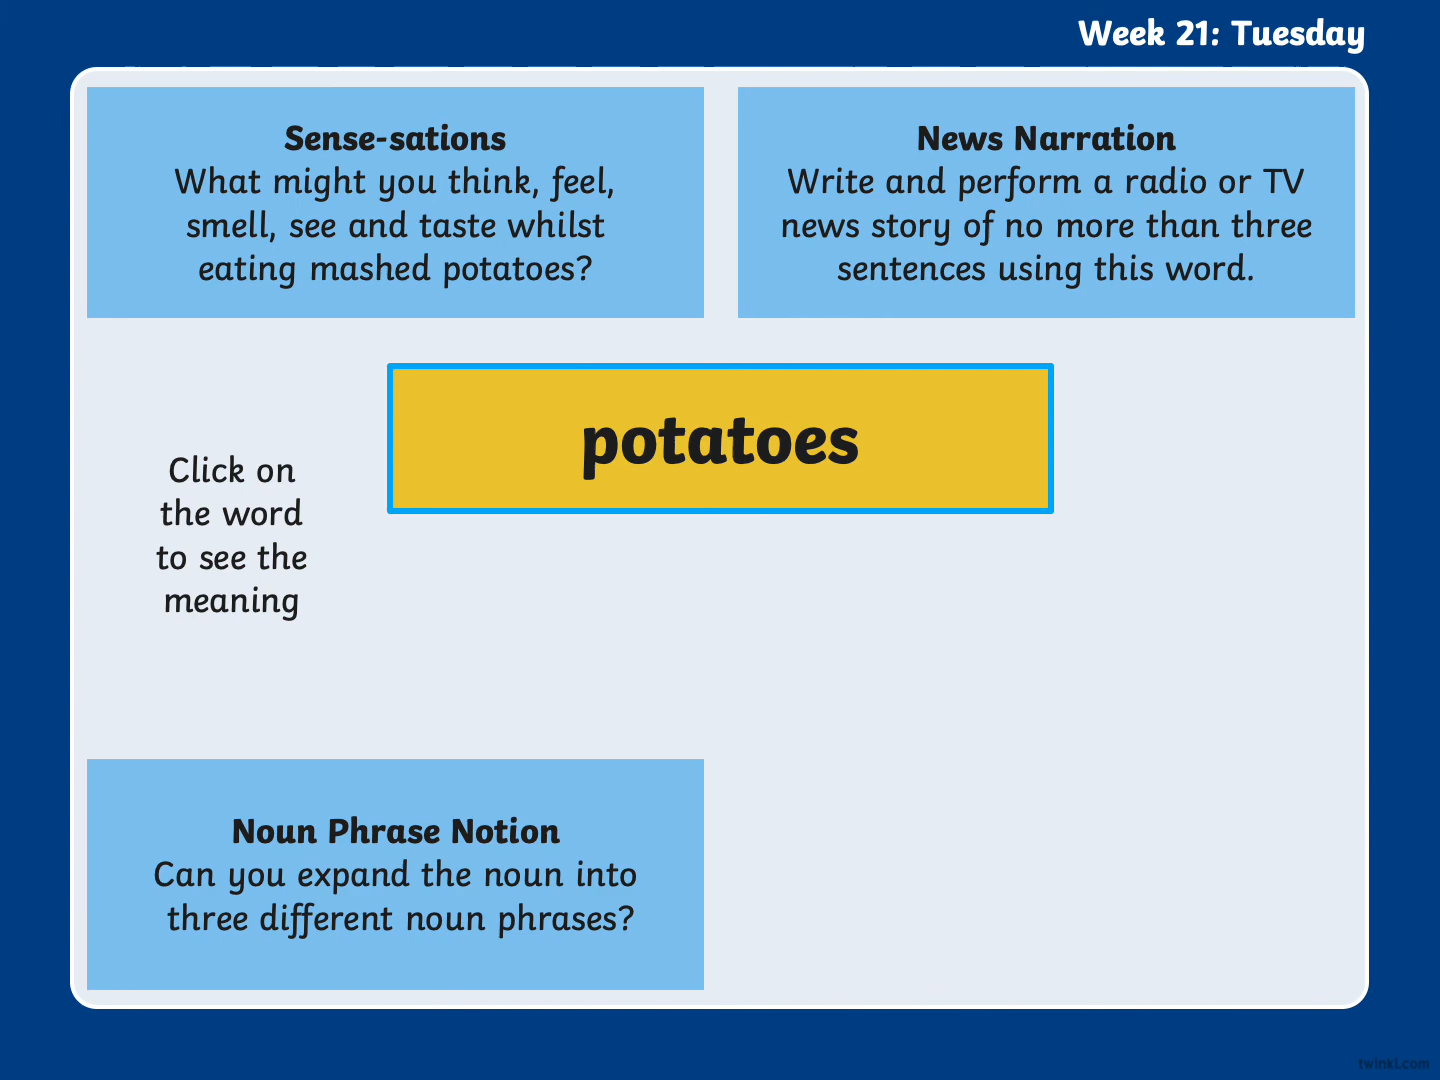 Week 21: Tuesday
Sense-sations
What might you think, feel,
smell, see and taste whilst
eating mashed potatoes?
News Narration
Write and perform a radio or TV
news story of no more than three
sentences using this word.
potatoes
Click on
the word
to see the
meaning
Noun Phrase Notion
Can you expand the noun into
three different noun phrases?
twinkl.com